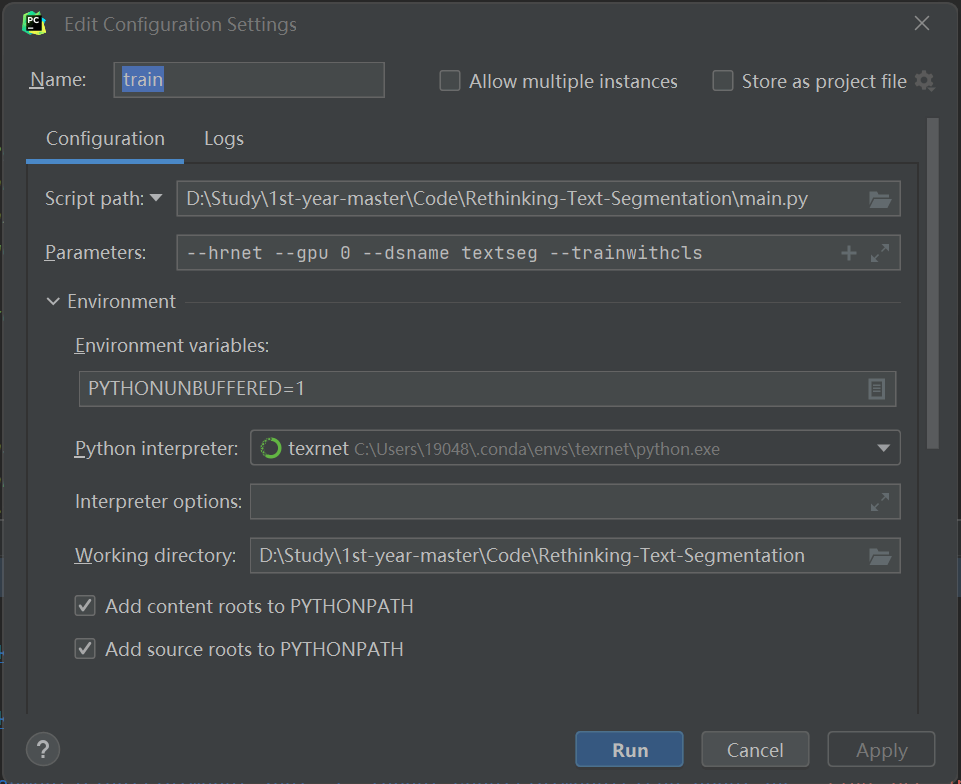 PC
Edit Configuration Settings
Name: train
Allow multiple instances
Store as project file
Configuration
Logs
Script path: D:\Study\1st-year-master\Code\Rethinking-Text-Segmentation\main.py
Parameters: --hrnet --gpu 0 --dsname textseg --trainwithcls
Environment
Environment variables:
PYTHONUNBUFFERED=1
Python interpreter: texrnet C:\Users\19048\.conda\envs\texrnet\python.exe
Interpreter options:
Working directory: D:\Study\1st-year-master\Code\Rethinking-Text-Segmentation
Add content roots to PYTHONPATH
Add source roots to PYTHONPATH
?
Run
Cancel
Apply